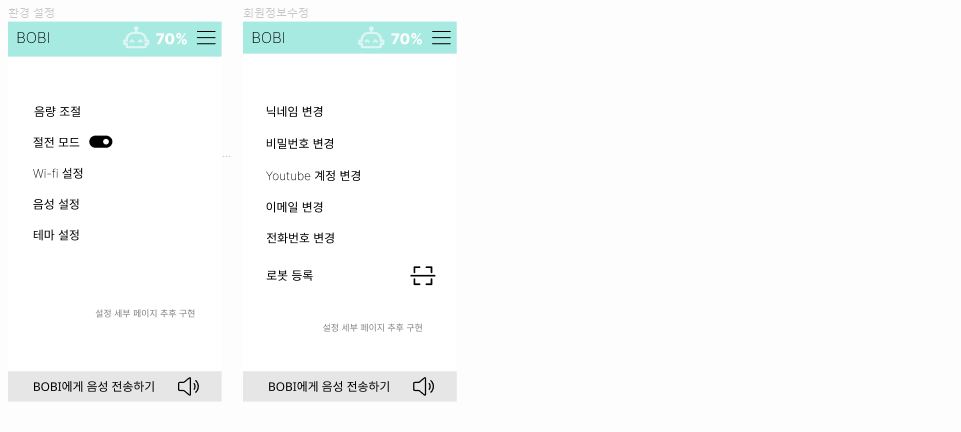 환경 설정
BOBI
70%
음량 조절
절전 모드
Wi-fi 설정
음성 설정
테마 설정
설정 세부 페이지 추후 구현
BOBI에게 음성 전송하기
...
회원정보수정
BOBI
70%
닉네임 변경
비밀번호 변경
Youtube 계정 변경
이메일 변경
전화번호 변경
로봇 등록
설정 세부 페이지 추후 구현
BOBI에게 음성 전송하기